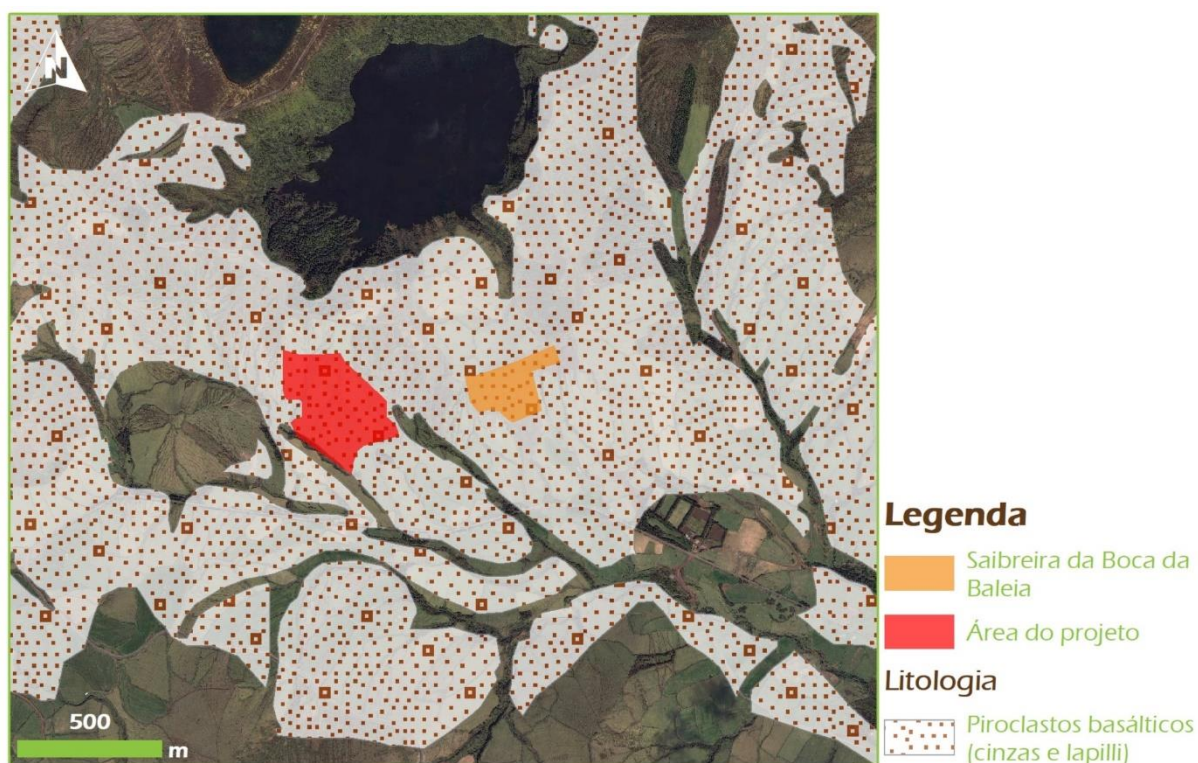 N
500
m
Legenda
Saibreira da Boca da
Baleia
Área do projeto
Litologia
Piroclastos basálticos
(cinzas e lapilli)